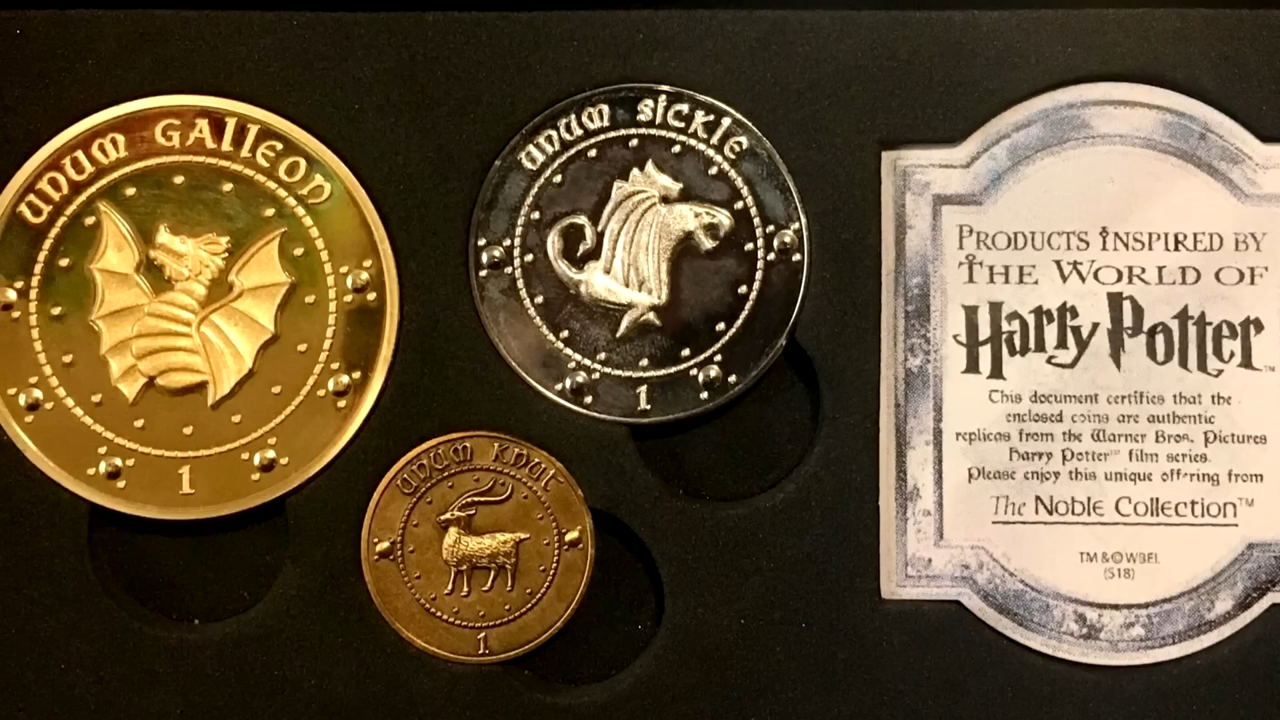 UNUM GALLEON
1
UNUM SICKLE
1
UNUM KNUT
1
PRODUCTS INSPIRED BY
THE WORLD OF
Harry Potter™
This document certifies that the
enclosed coins are authentic
replicas from the Warner Bros. Pictures
Harry Potter™ film series.
Please enjoy this unique offering from
The Noble Collection™
TM & © WBEI.
(S18)